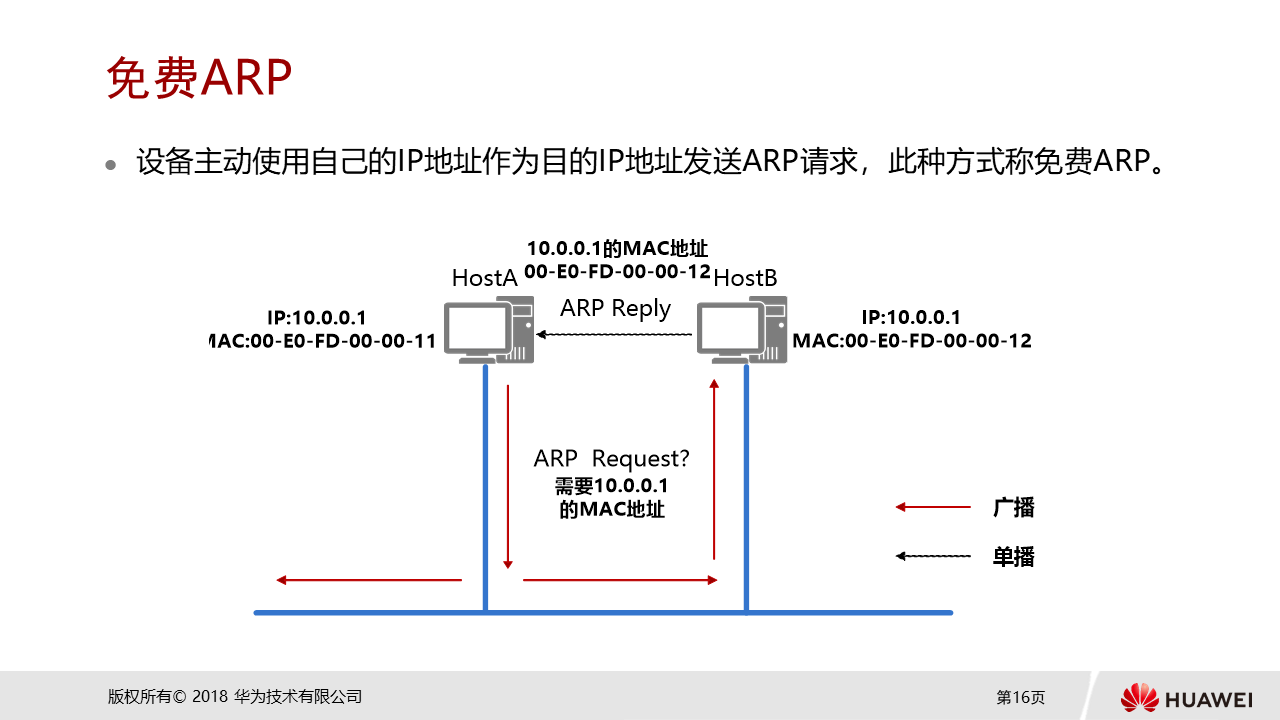 免费ARP
设备主动使用自己的IP地址作为目的IP地址发送ARP请求，此种方式称免费ARP。
10.0.0.1的MAC地址
00-E0-FD-00-00-12
HostA
HostB
ARP Reply
IP:10.0.0.1
MAC:00-E0-FD-00-00-11
IP:10.0.0.1
MAC:00-E0-FD-00-00-12
ARP Request?
需要10.0.0.1
的MAC地址
广播
单播
版权所有© 2018 华为技术有限公司
第16页
HUAWEI